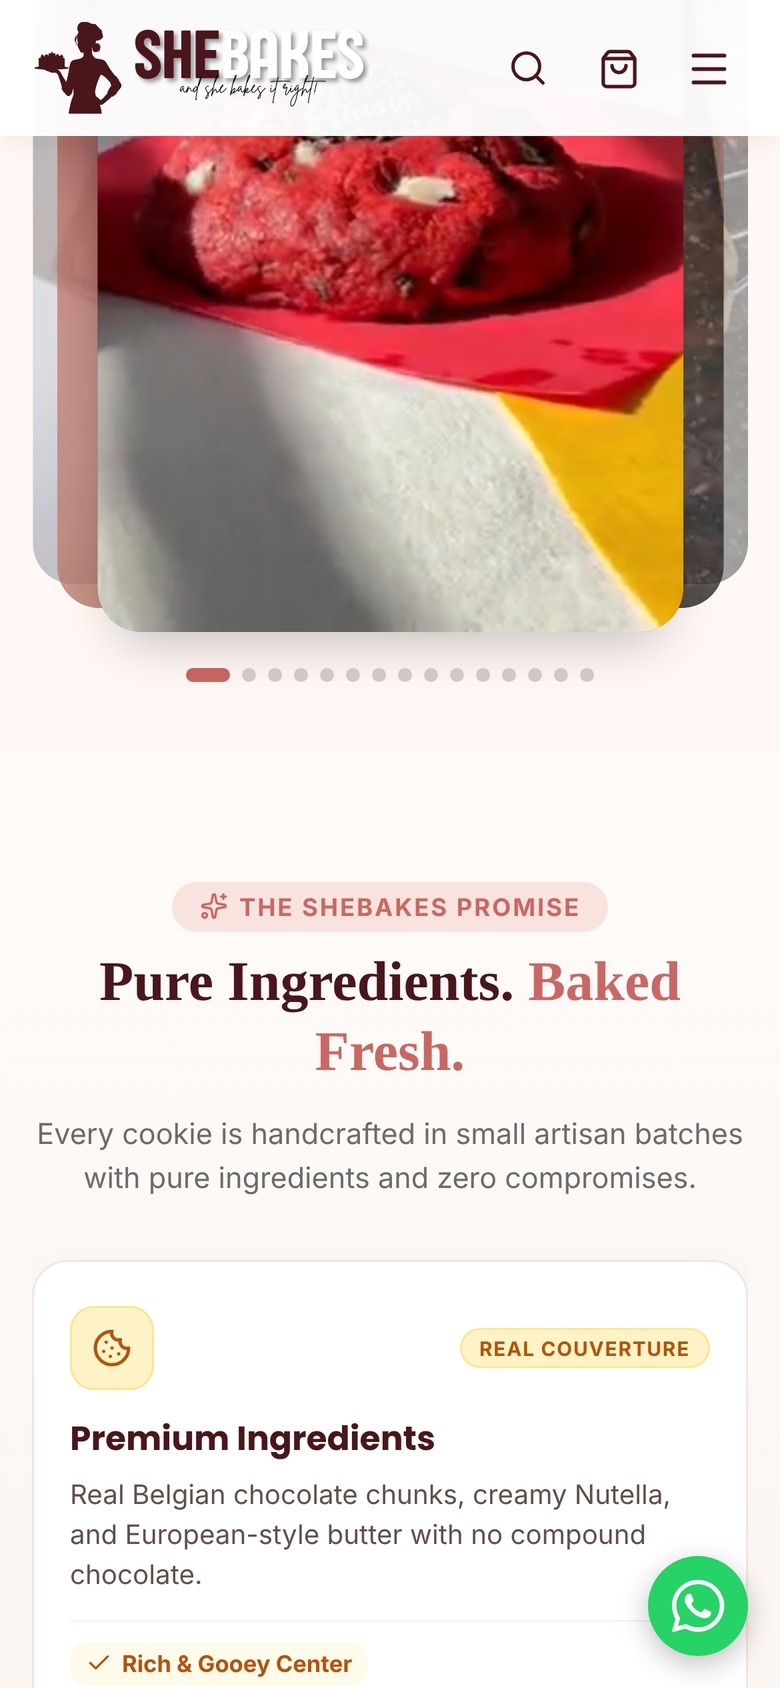 SHEBAKES
and she bakes it right!
THE SHEBAKES PROMISE
Pure Ingredients. Baked
Fresh.
Every cookie is handcrafted in small artisan batches
with pure ingredients and zero compromises.
REAL COUVERTURE
Premium Ingredients
Real Belgian chocolate chunks, creamy Nutella,
and European-style butter with no compound
chocolate.
Rich & Gooey Center